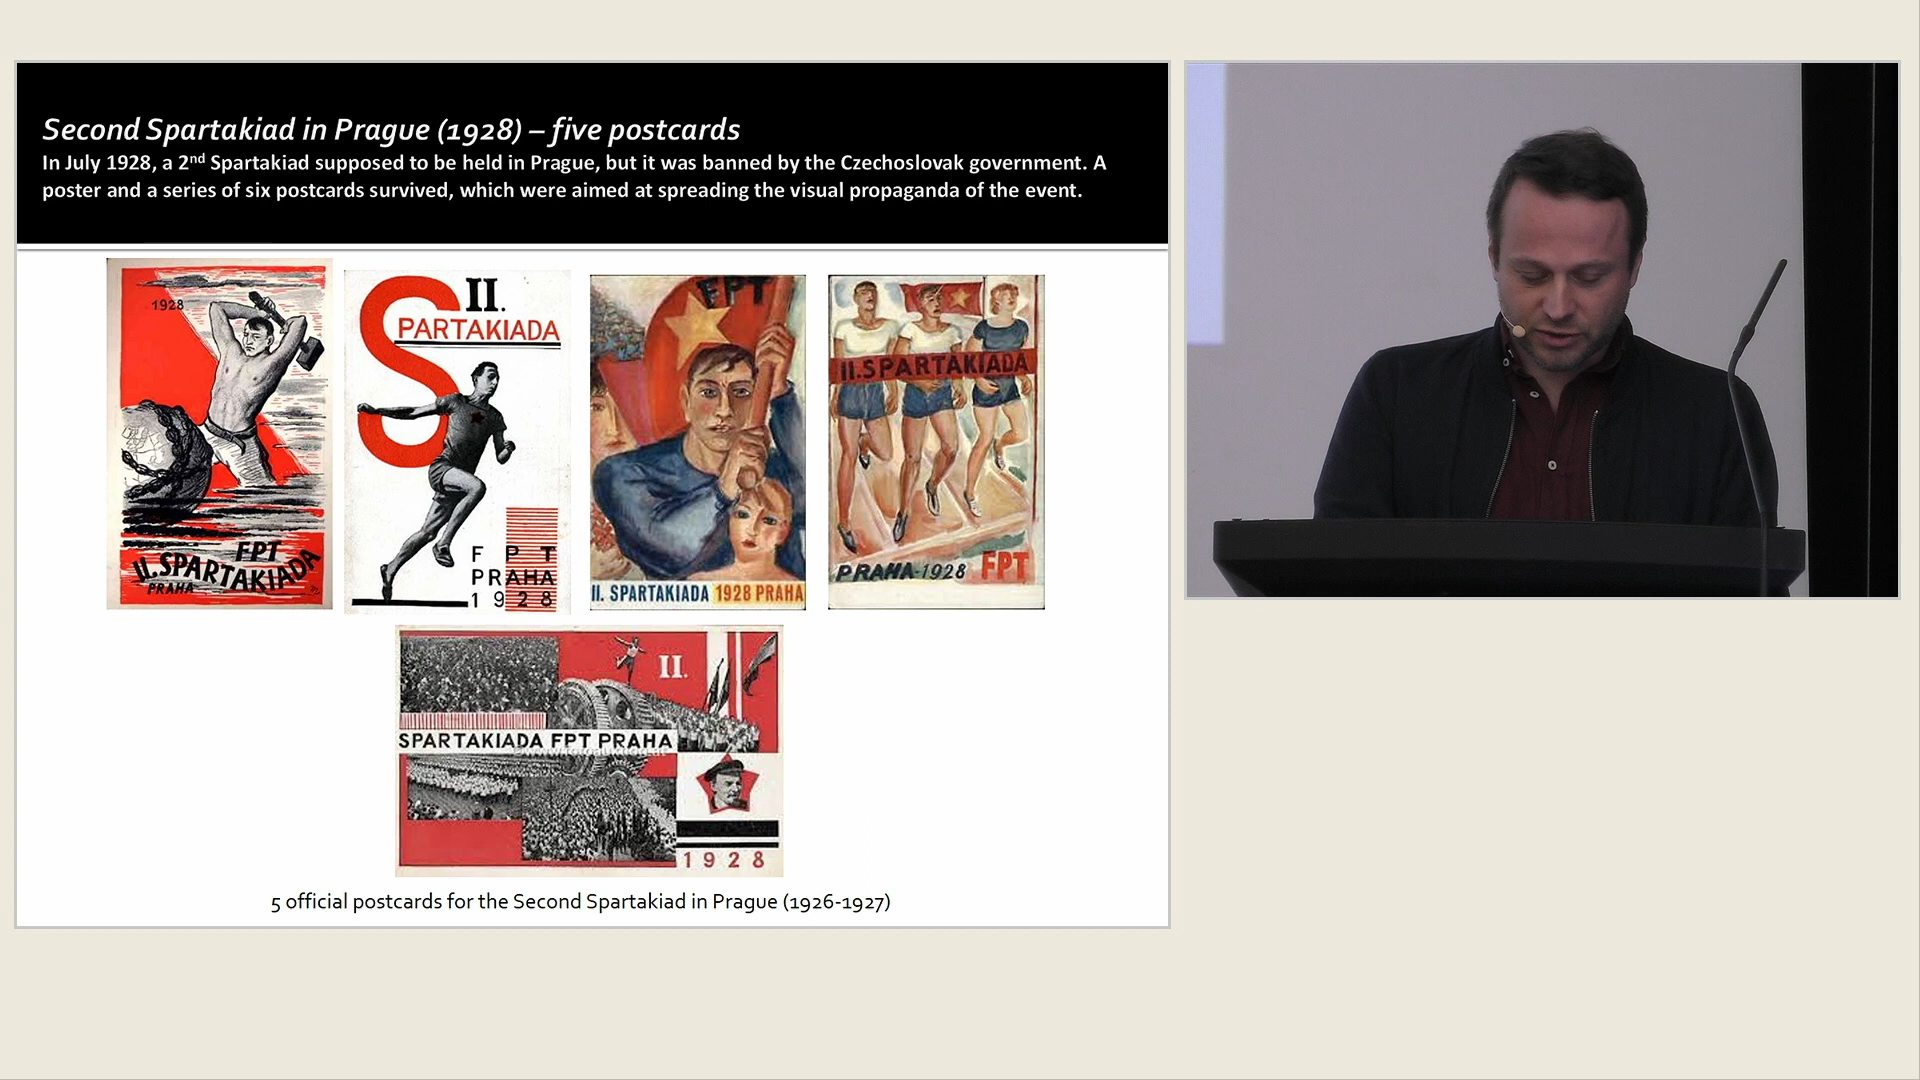 Second Spartakiad in Prague (1928) – five postcards
In July 1928, a 2nd Spartakiad supposed to be held in Prague, but it was banned by the Czechoslovak government. A
poster and a series of six postcards survived, which were aimed at spreading the visual propaganda of the event.
1928
FPT
II. SPARTAKIADA
PRAHA
II.
SPARTAKIADA
F P T
PRAHA
1 9 2 8
FPT
II. SPARTAKIADA 1928 PRAHA
II. SPARTAKIADA
PRAHA-1928 FPT
II.
SPARTAKIADA FPT PRAHA
1 9 2 8
5 official postcards for the Second Spartakiad in Prague (1926-1927)